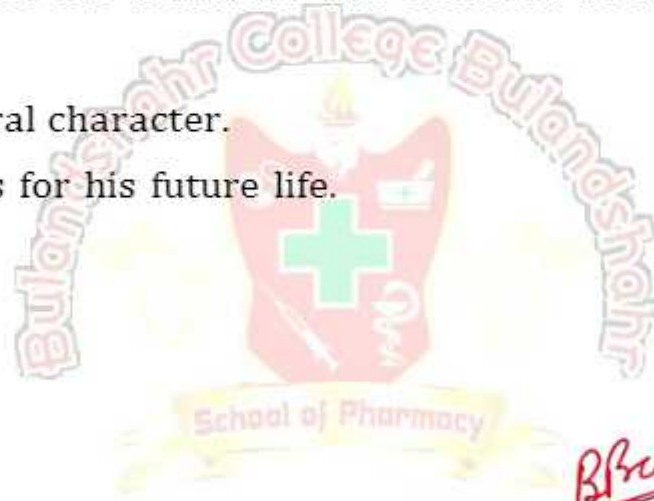 Bulandshahr College Bulandshahr
ral character.
s for his future life.
School of Pharmacy